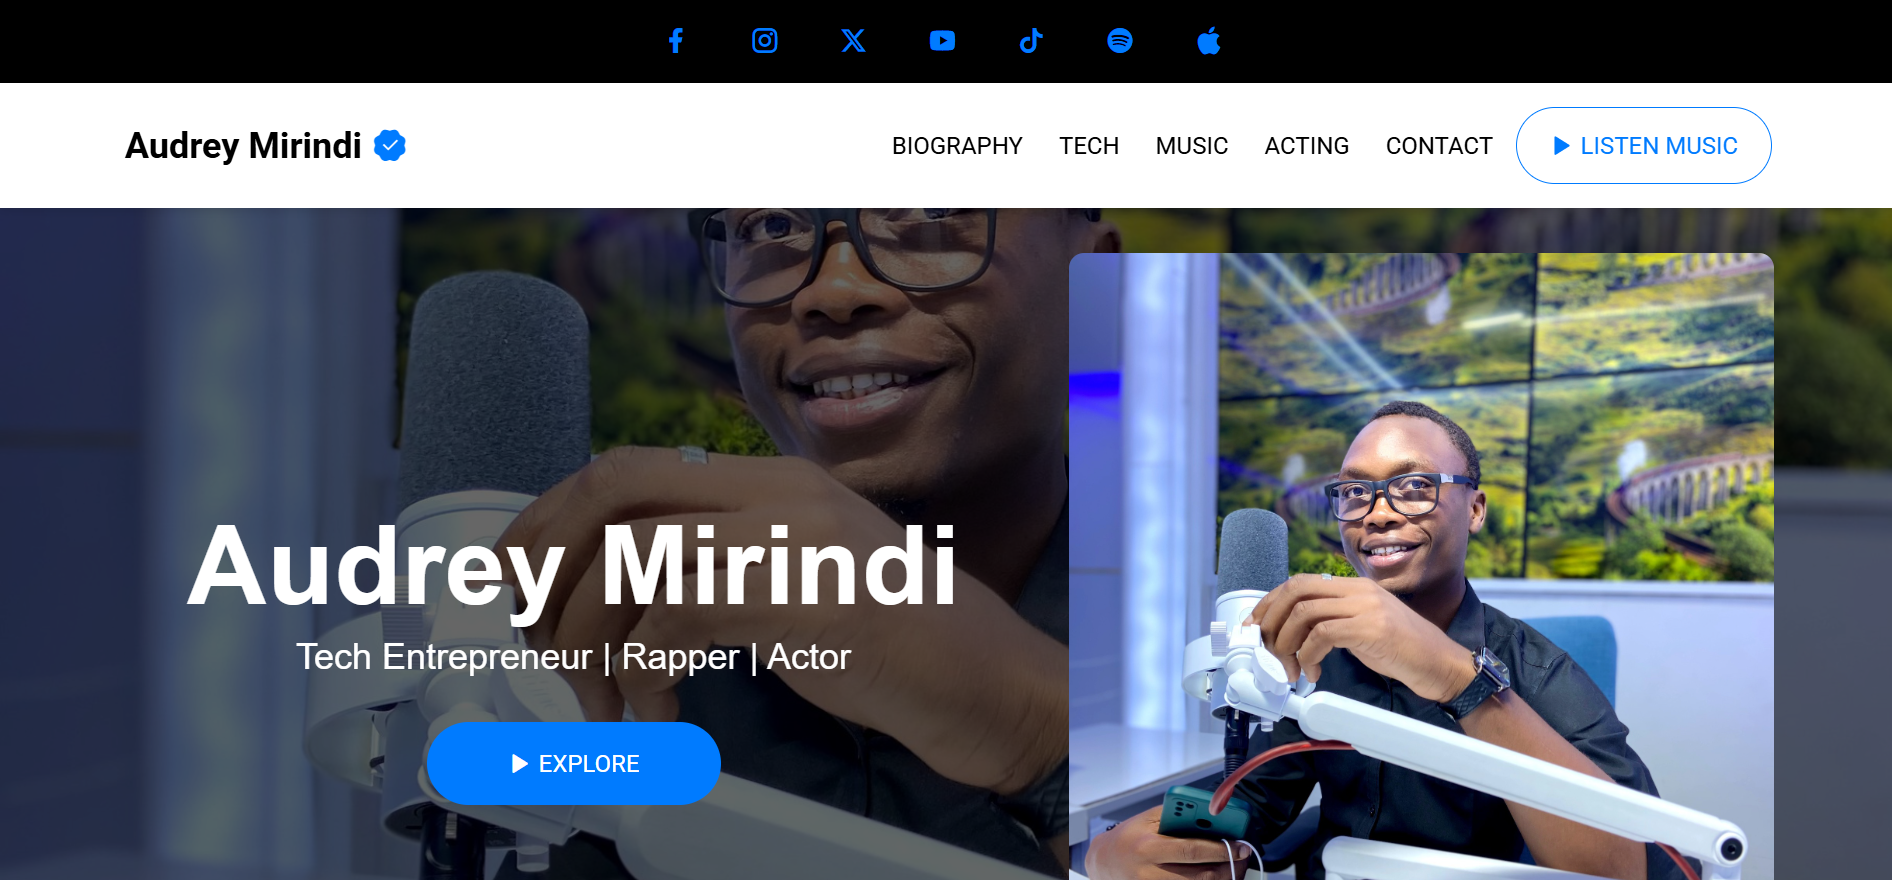 Audrey Mirindi
BIOGRAPHY TECH MUSIC ACTING CONTACT LISTEN MUSIC
Audrey Mirindi
Tech Entrepreneur | Rapper | Actor
EXPLORE